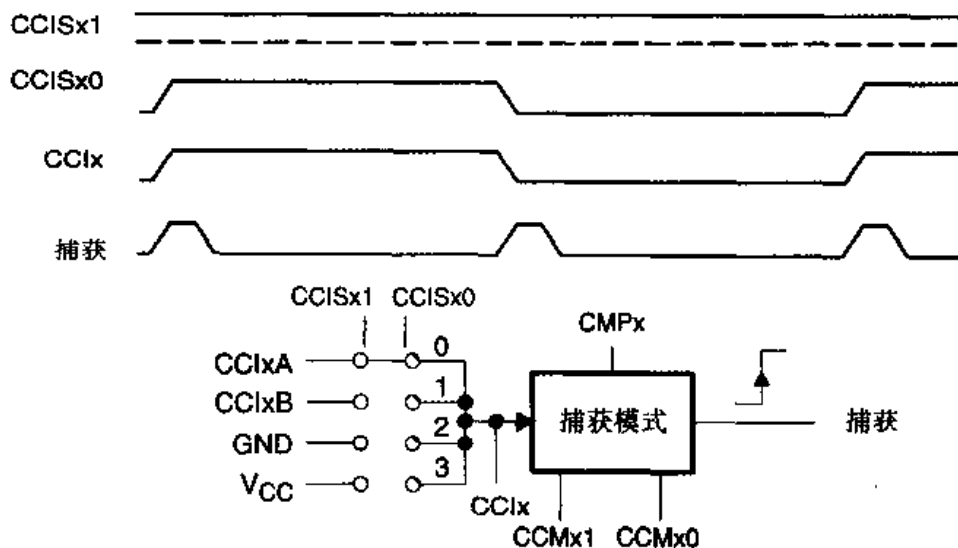 CCISx1
CCISx0
CCIx
捕获
CCISx1 CCISx0
CMPx
CCIxA 0
CCIxB 1
GND 2
VCC 3
捕获模式
捕获
CCIx
CCMx1 CCMx0